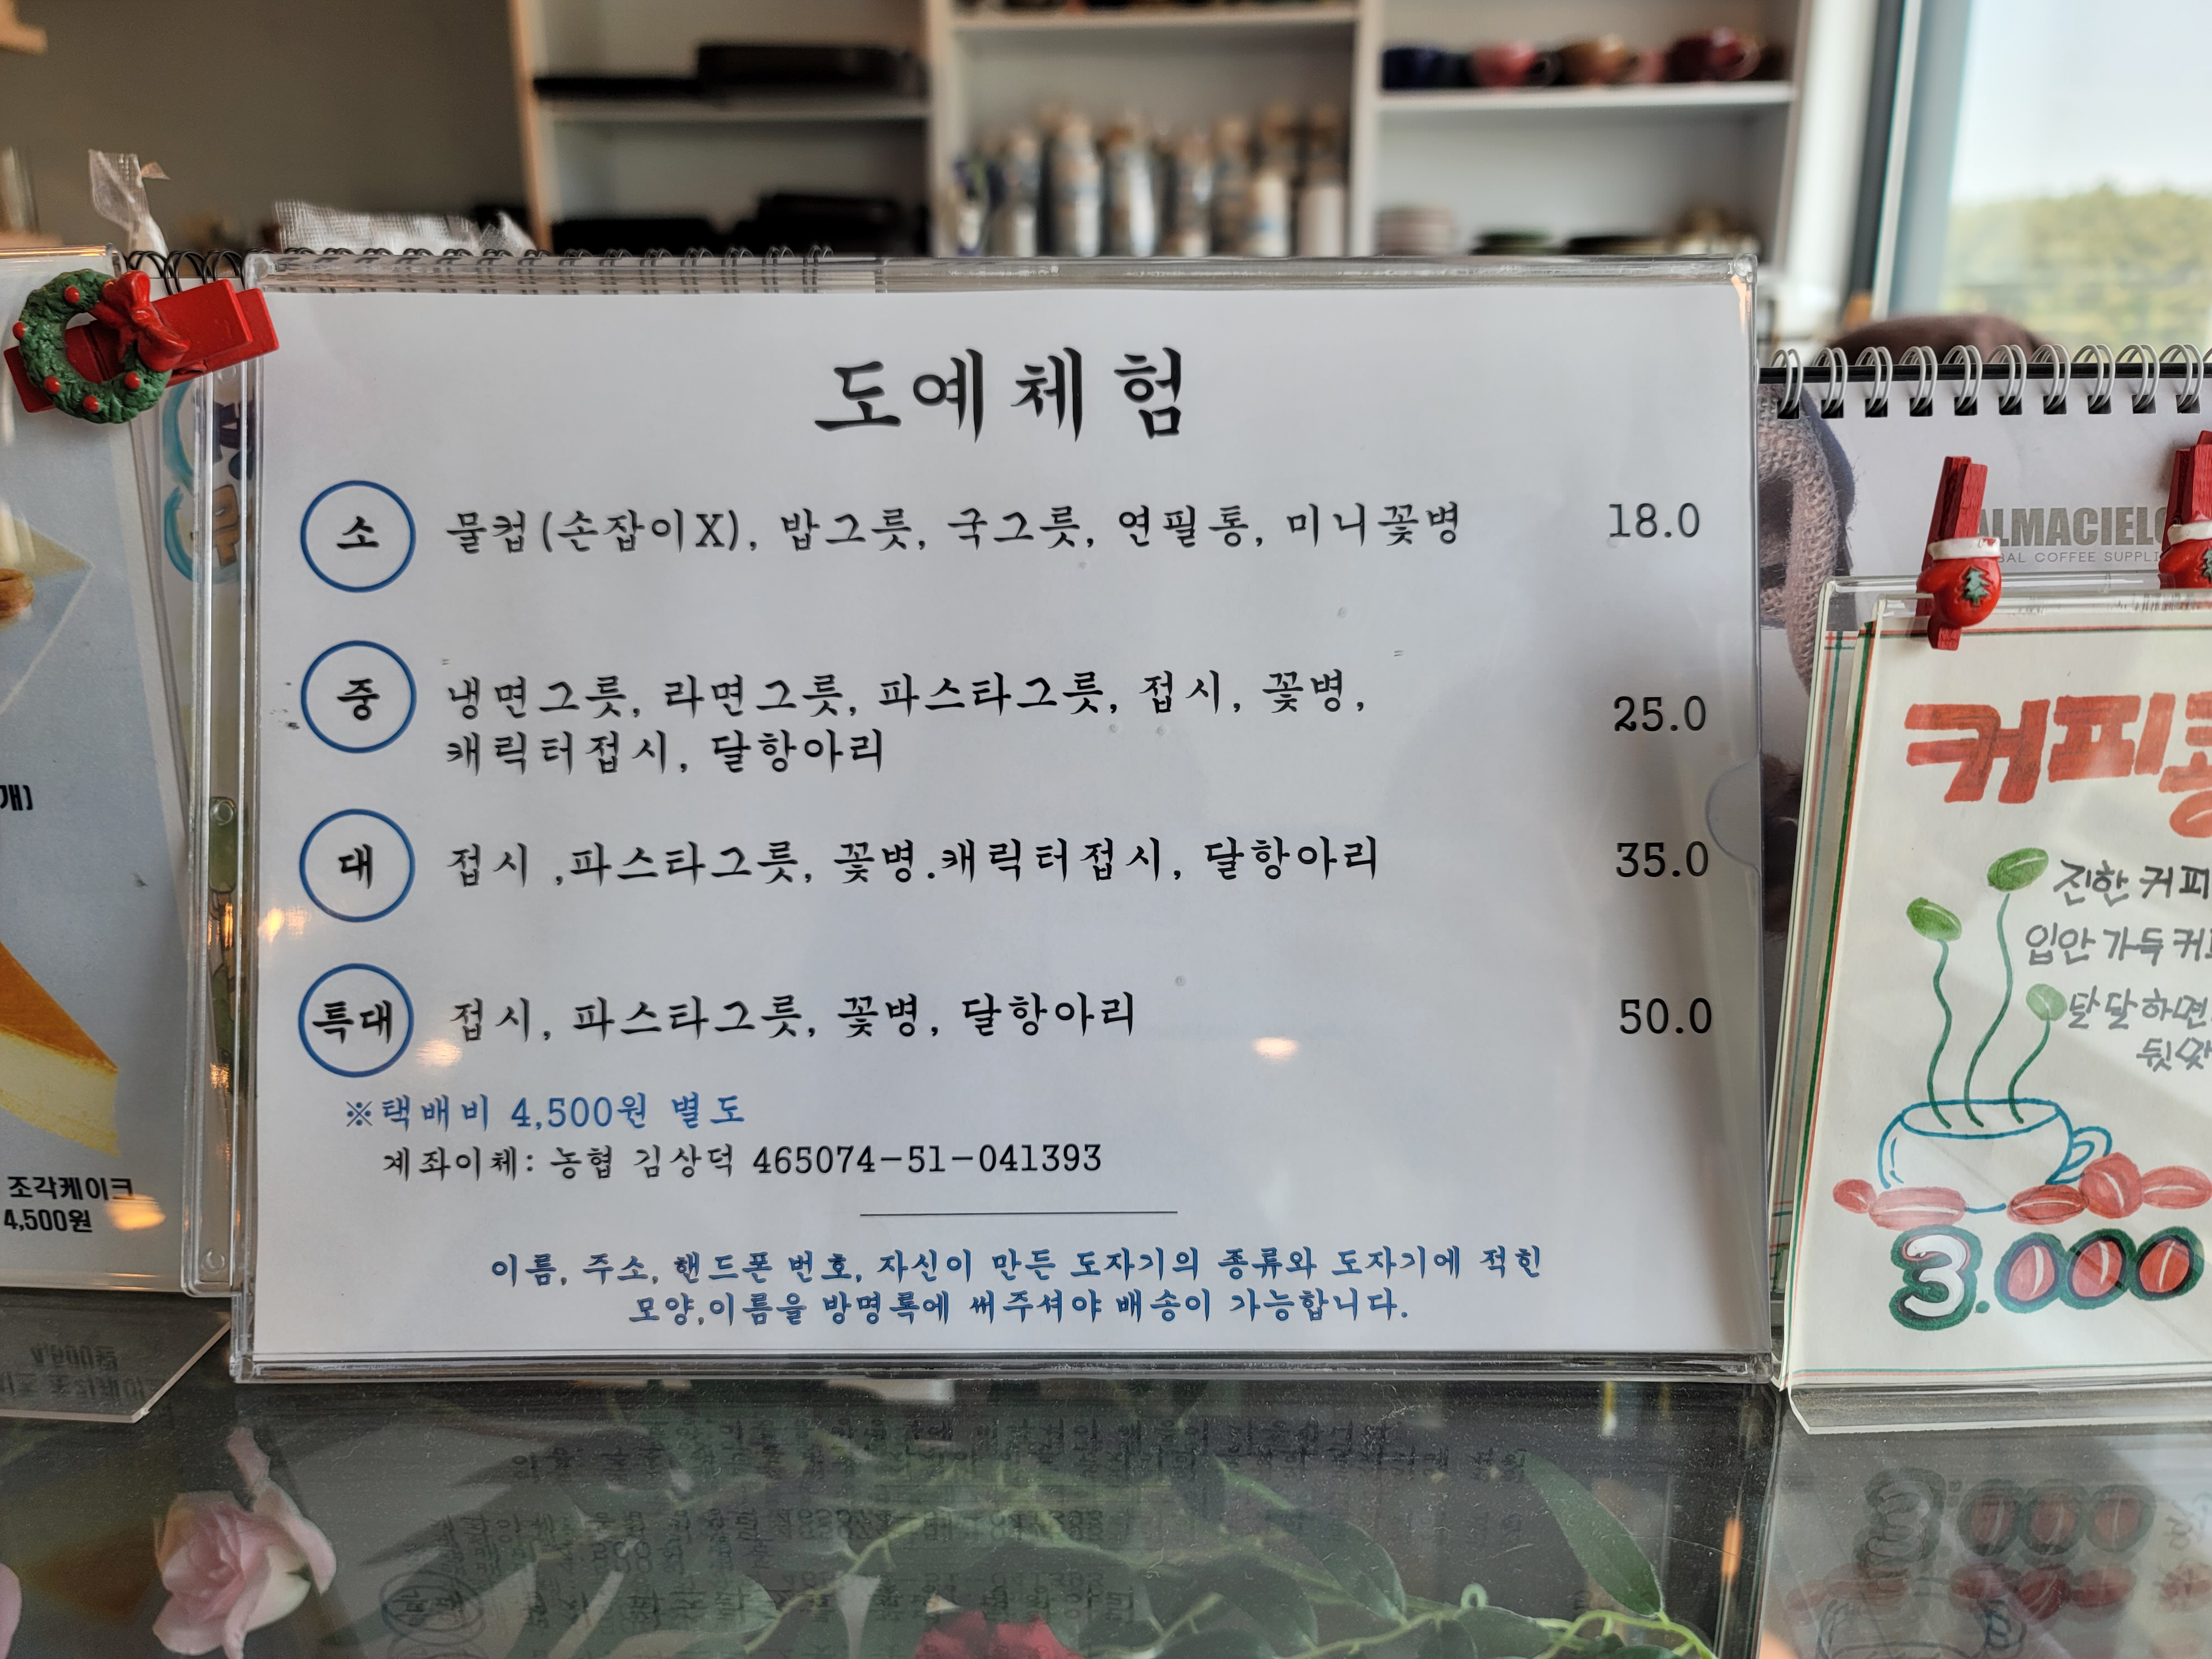 도예체험
소 물컵(손잡이X), 밥그릇, 국그릇, 연필통, 미니꽃병 18.0
중 냉면그릇, 라면그릇, 파스타그릇, 접시, 꽃병,
캐릭터접시, 달항아리 25.0
대 접시 ,파스타그릇, 꽃병.캐릭터접시, 달항아리 35.0
특대 접시, 파스타그릇, 꽃병, 달항아리 50.0
※택배비 4,500원 별도
계좌이체: 농협 김상덕 465074-51-041393
이름, 주소, 핸드폰 번호, 자신이 만든 도자기의 종류와 도자기에 적힌
모양,이름을 방명록에 써주셔야 배송이 가능합니다.
개)
조각케이크
4,500원
ALMACIELO
COFFEE
커피콩
진한 커피
입안 가득
달달하면
3.000